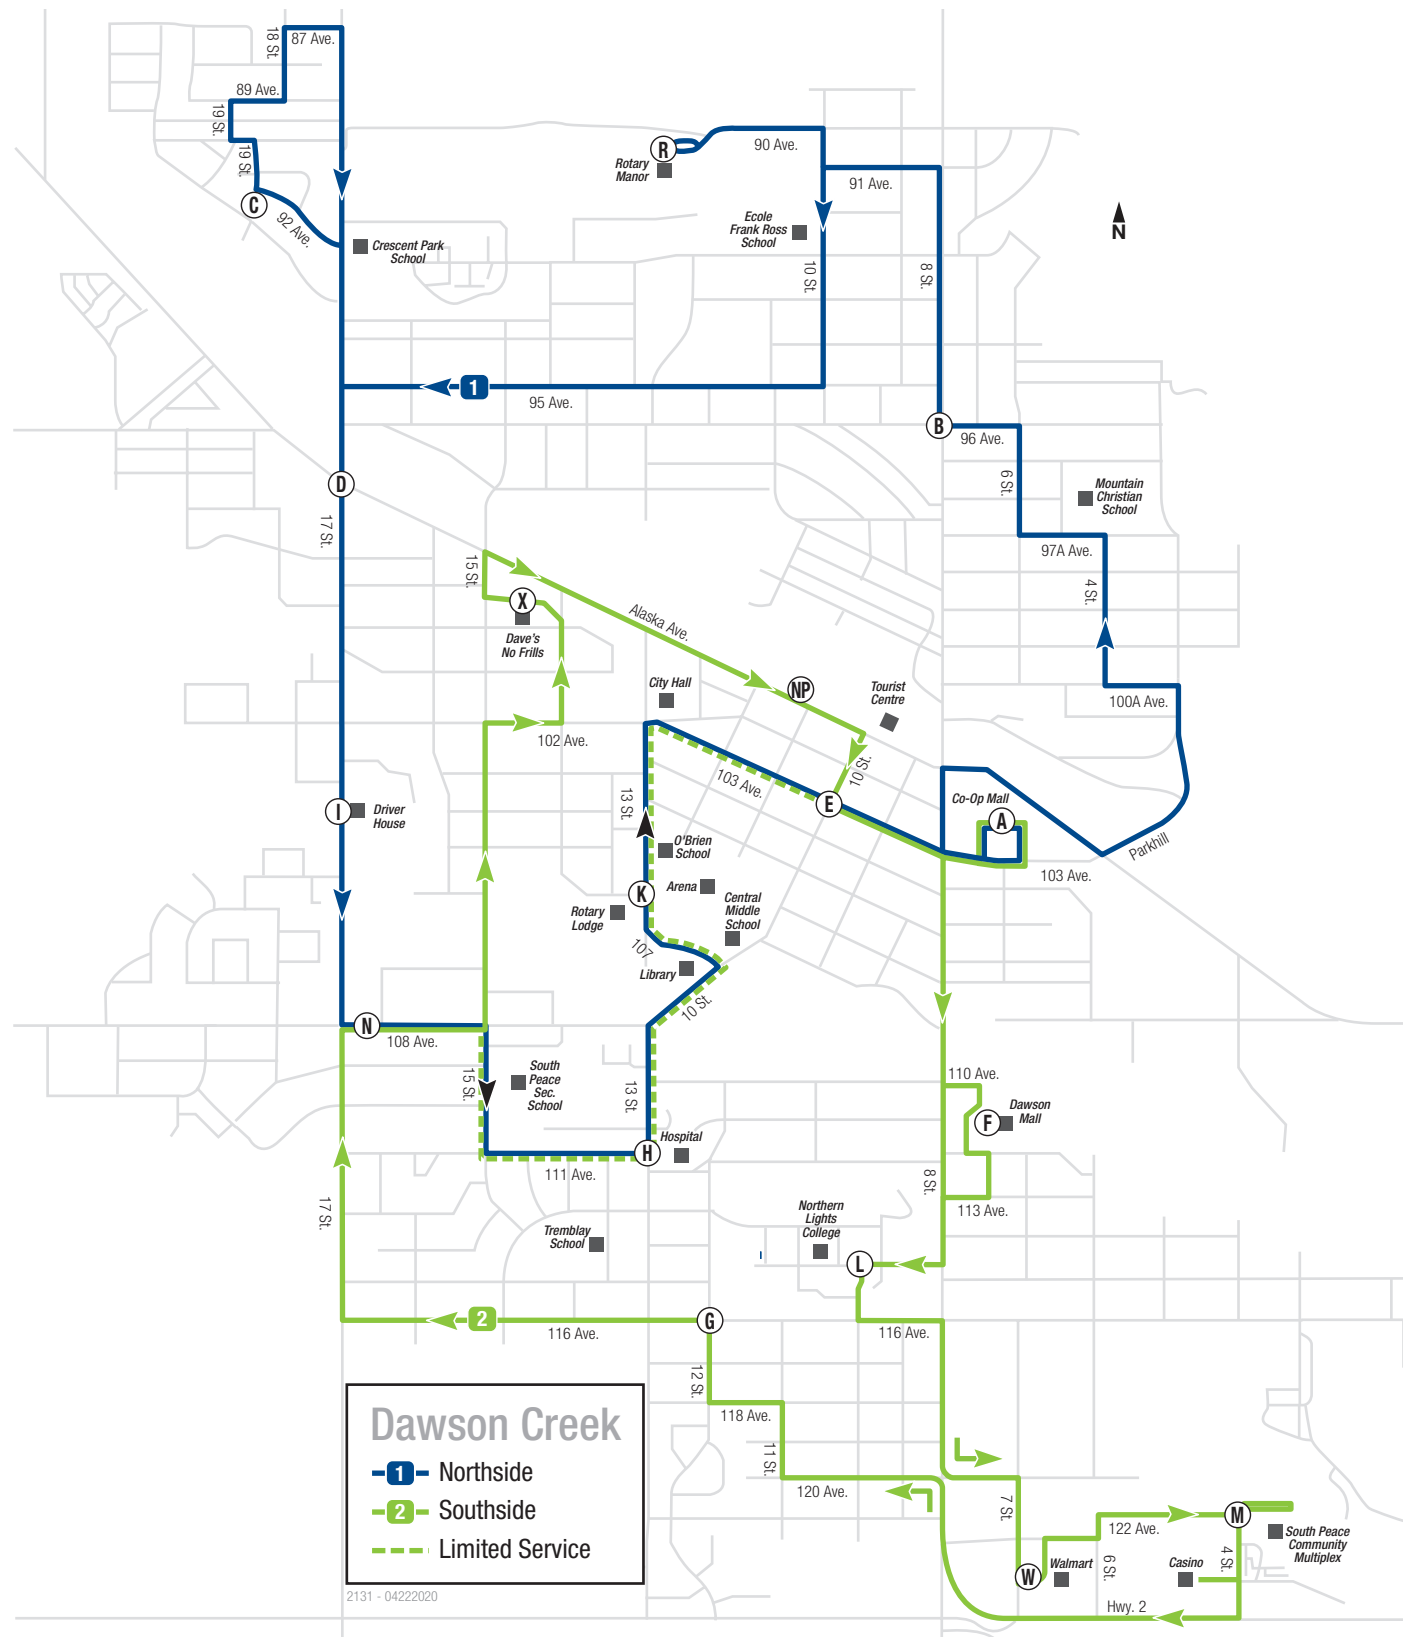 18 St.
87 Ave.
89 Ave.
19 St.
19 St.
C
92 Ave.
Crescent Park
School
R
Rotary
Manor
90 Ave.
91 Ave.
Ecole
Frank Ross
School
10 St.
8 St.
N
1
95 Ave.
B
96 Ave.
6 St.
Mountain
Christian
School
97A Ave.
4 St.
100A Ave.
D
17 St.
15 St.
X
Dave's
No Frills
Alaska Ave.
City Hall
NP
Tourist
Centre
102 Ave.
103 Ave.
10 St.
E
Co-Op Mall
A
Parkhill
103 Ave.
I
Driver
House
13 St.
O'Brien
School
K
Arena
Central
Middle
School
Rotary
Lodge
107
Library
10 St.
N
108 Ave.
15 St.
South
Peace
Sec.
School
13 St.
H
Hospital
111 Ave.
110 Ave.
F
Dawson
Mall
8 St.
113 Ave.
17 St.
Tremblay
School
Northern
Lights
College
L
2
116 Ave.
G
116 Ave.
12 St.
118 Ave.
11 St.
120 Ave.
7 St.
W
Walmart
122 Ave.
6 St.
M
South Peace
Community
Multiplex
Casino
4 St.
Hwy. 2
Dawson Creek
1 Northside
2 Southside
Limited Service
2131 - 04222020